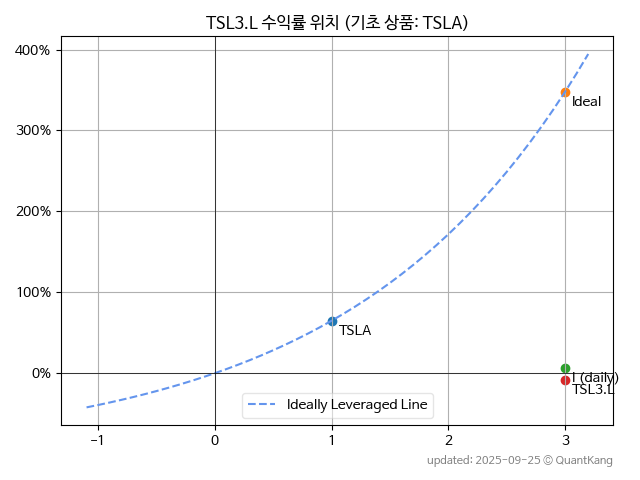 TSL3.L 수익률 위치 (기초 상품: TSLA)
400%
300%
200%
100%
0%
Ideal
TSLA
I (daily)
TSL3.L
Ideally Leveraged Line
−1
0
1
2
3
updated: 2025-09-25 © QuantKang